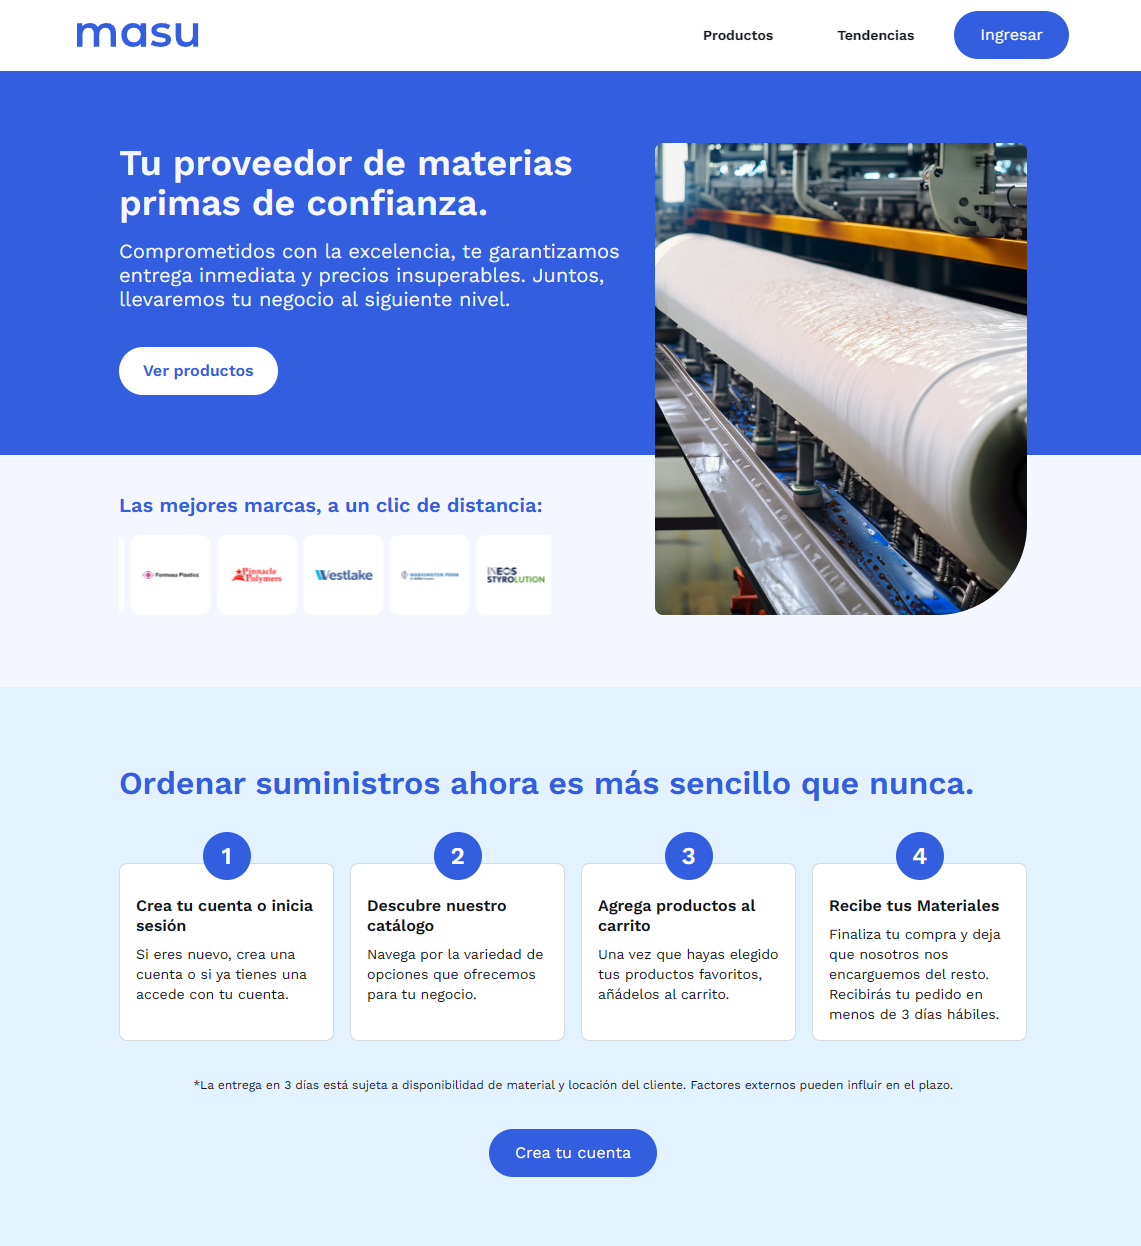 masu
Productos
Tendencias
Ingresar
Tu proveedor de materias
primas de confianza.
Comprometidos con la excelencia, te garantizamos
entrega inmediata y precios insuperables. Juntos,
llevaremos tu negocio al siguiente nivel.
Ver productos
Las mejores marcas, a un clic de distancia:
Formosa Plastics
Pinnacle
Polymers
Westlake
WASHINGTON PENN
INEOS
STYROLUTION
Ordenar suministros ahora es más sencillo que nunca.
1
Crea tu cuenta o inicia
sesión
Si eres nuevo, crea una
cuenta o si ya tienes una
accede con tu cuenta.
2
Descubre nuestro
catálogo
Navega por la variedad de
opciones que ofrecemos
para tu negocio.
3
Agrega productos al
carrito
Una vez que hayas elegido
tus productos favoritos,
añádelos al carrito.
4
Recibe tus Materiales
Finaliza tu compra y deja
que nosotros nos
encarguemos del resto.
Recibirás tu pedido en
menos de 3 días hábiles.
*La entrega en 3 días está sujeta a disponibilidad de material y locación del cliente. Factores externos pueden influir en el plazo.
Crea tu cuenta